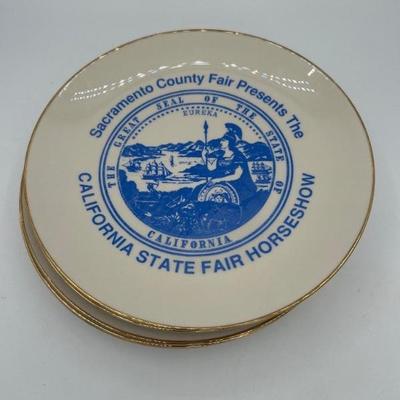 Sacramento County Fair Presents The
THE GREAT SEAL OF THE STATE OF
EUREKA
CALIFORNIA
CALIFORNIA STATE FAIR HORSESHOW